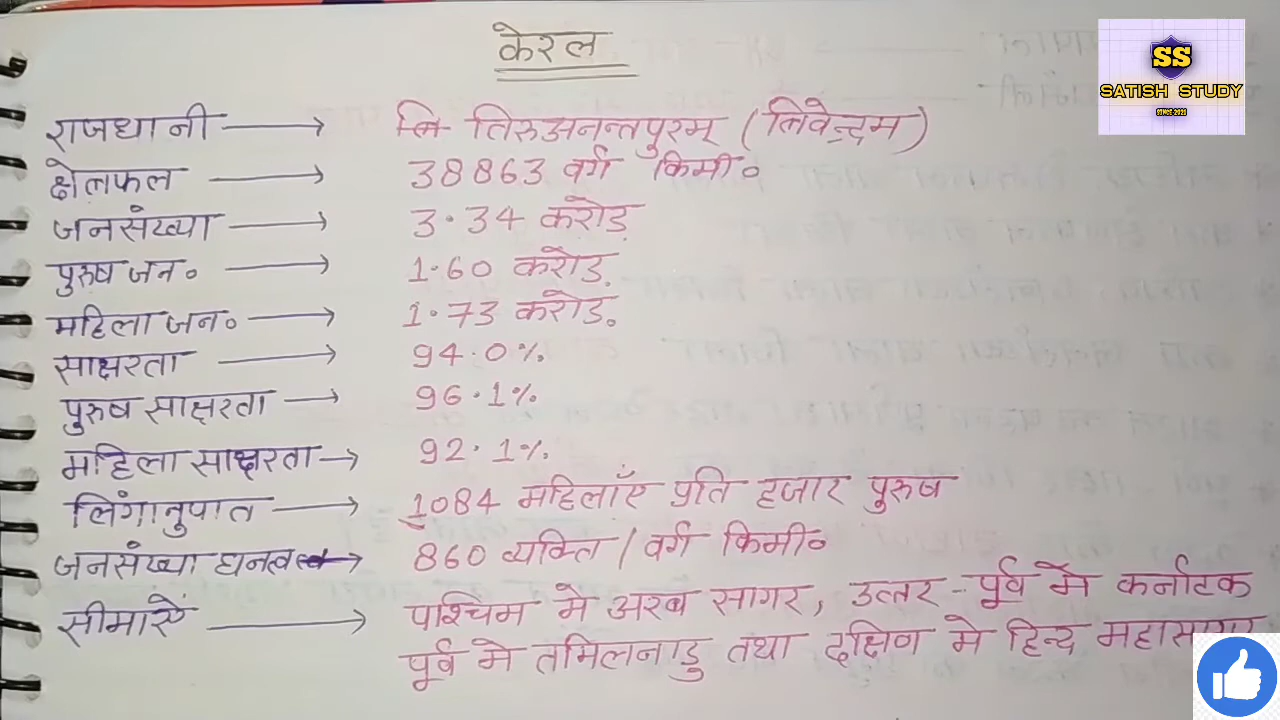 केरल
SS
SATISH STUDY
राजधानी → तिरुअनन्तपुरम् (त्रिवेन्द्रम)
क्षेत्रफल → 38863 वर्ग किमी०
जनसंख्या → 3.34 करोड़
पुरुष जन० → 1.60 करोड़
महिला जन० → 1.73 करोड़
साक्षरता → 94.0%
पुरुष साक्षरता → 96.1%
महिला साक्षरता → 92.1%
लिंगानुपात → 1084 महिलाएँ प्रति हजार पुरुष
जनसंख्या घनत्व → 860 व्यक्ति / वर्ग किमी०
सीमाएँ → पश्चिम मे अरब सागर, उत्तर - पूर्व में कर्नाटक
पूर्व मे तमिलनाडु तथा दक्षिण मे हिन्द